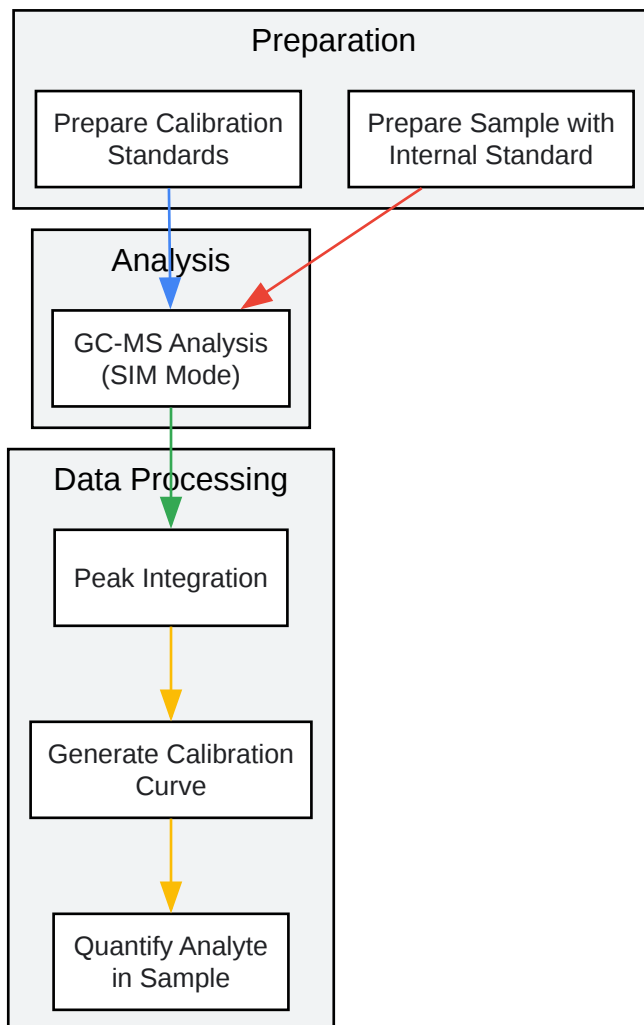 Preparation
Prepare Calibration
Standards
Prepare Sample with
Internal Standard
Analysis
GC-MS Analysis
(SIM Mode)
Data Processing
Peak Integration
Generate Calibration
Curve
Quantify Analyte
in Sample